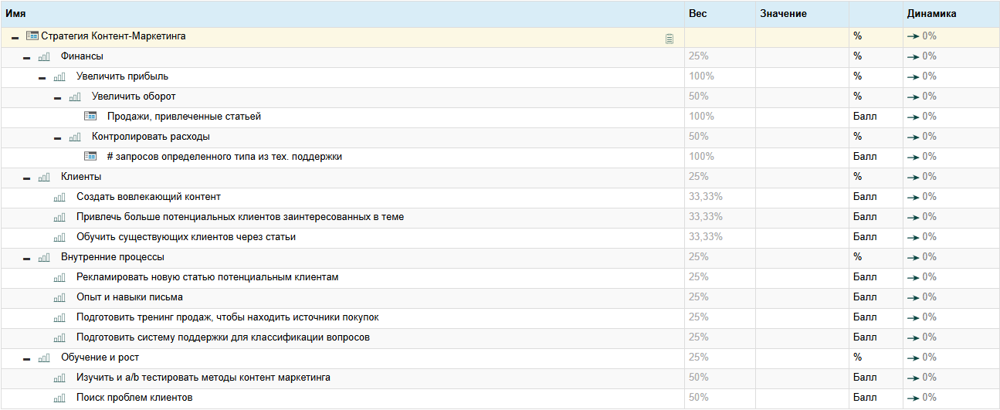 Имя Вес Значение Динамика
Стратегия Контент-Маркетинга % 0%
Финансы 25% % 0%
Увеличить прибыль 100% % 0%
Увеличить оборот 50% % 0%
Продажи, привлеченные статьей 100% Балл 0%
Контролировать расходы 50% % 0%
# запросов определенного типа из тех. поддержки 100% Балл 0%
Клиенты 25% % 0%
Создать вовлекающий контент 33,33% Балл 0%
Привлечь больше потенциальных клиентов заинтересованных в теме 33,33% Балл 0%
Обучить существующих клиентов через статьи 33,33% Балл 0%
Внутренние процессы 25% % 0%
Рекламировать новую статью потенциальным клиентам 25% Балл 0%
Опыт и навыки письма 25% Балл 0%
Подготовить тренинг продаж, чтобы находить источники покупок 25% Балл 0%
Подготовить систему поддержки для классификации вопросов 25% Балл 0%
Обучение и рост 25% % 0%
Изучить и a/b тестировать методы контент маркетинга 50% Балл 0%
Поиск проблем клиентов 50% Балл 0%